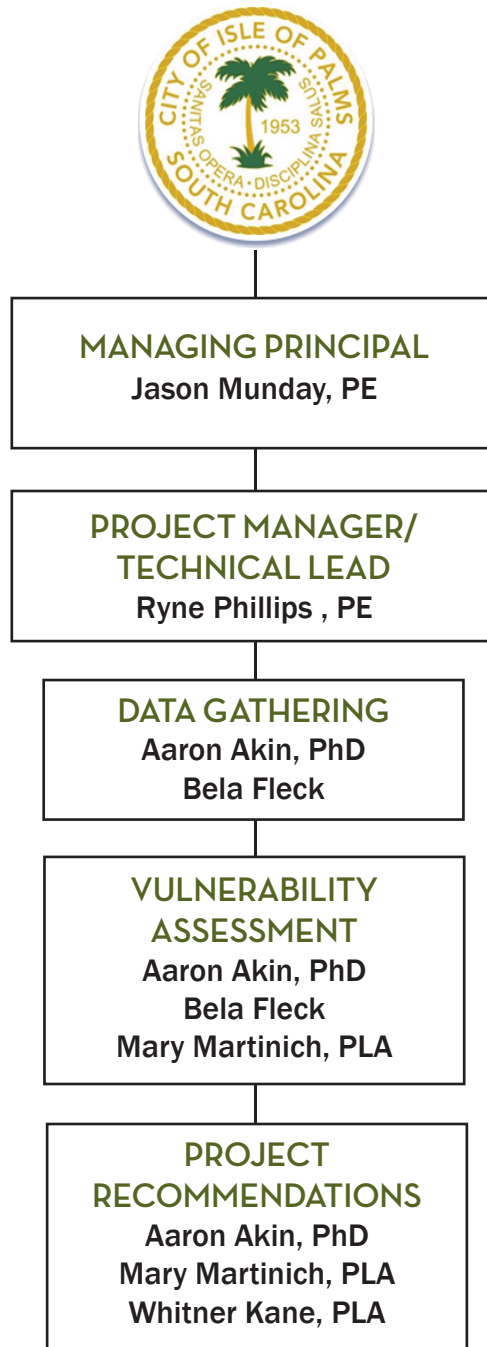 CITY OF ISLE OF PALMS
SANITAS OPERA · DISCIPLINA SALUS
1953
SOUTH CAROLINA
MANAGING PRINCIPAL
Jason Munday, PE
PROJECT MANAGER/
TECHNICAL LEAD
Ryne Phillips , PE
DATA GATHERING
Aaron Akin, PhD
Bela Fleck
VULNERABILITY
ASSESSMENT
Aaron Akin, PhD
Bela Fleck
Mary Martinich, PLA
PROJECT
RECOMMENDATIONS
Aaron Akin, PhD
Mary Martinich, PLA
Whitner Kane, PLA